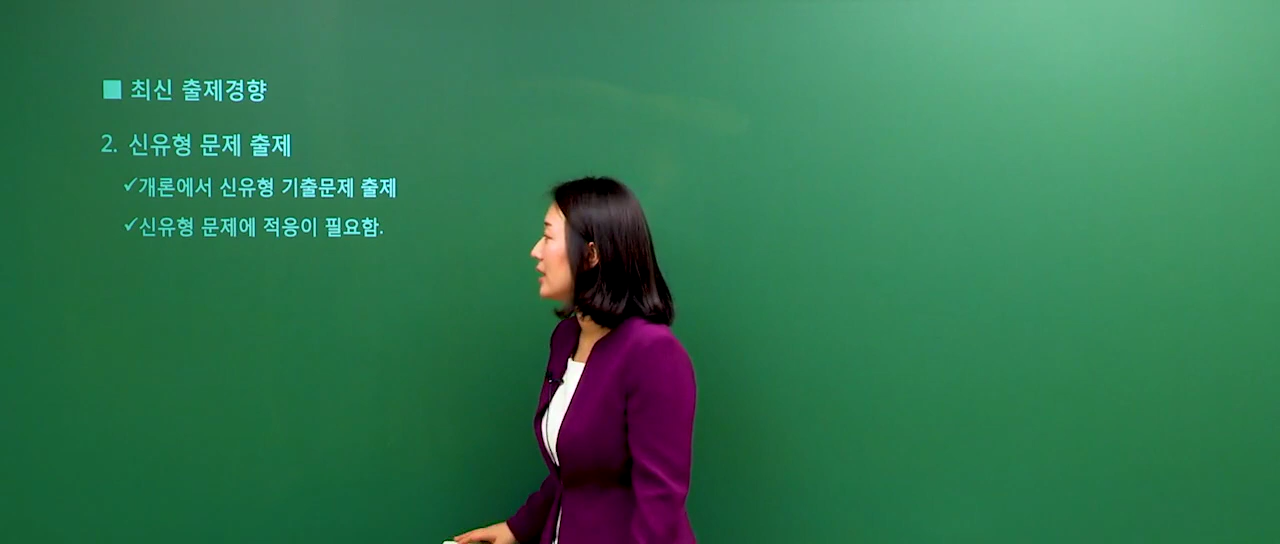 ■ 최신 출제경향
2. 신유형 문제 출제
✓개론에서 신유형 기출문제 출제
✓신유형 문제에 적응이 필요함.